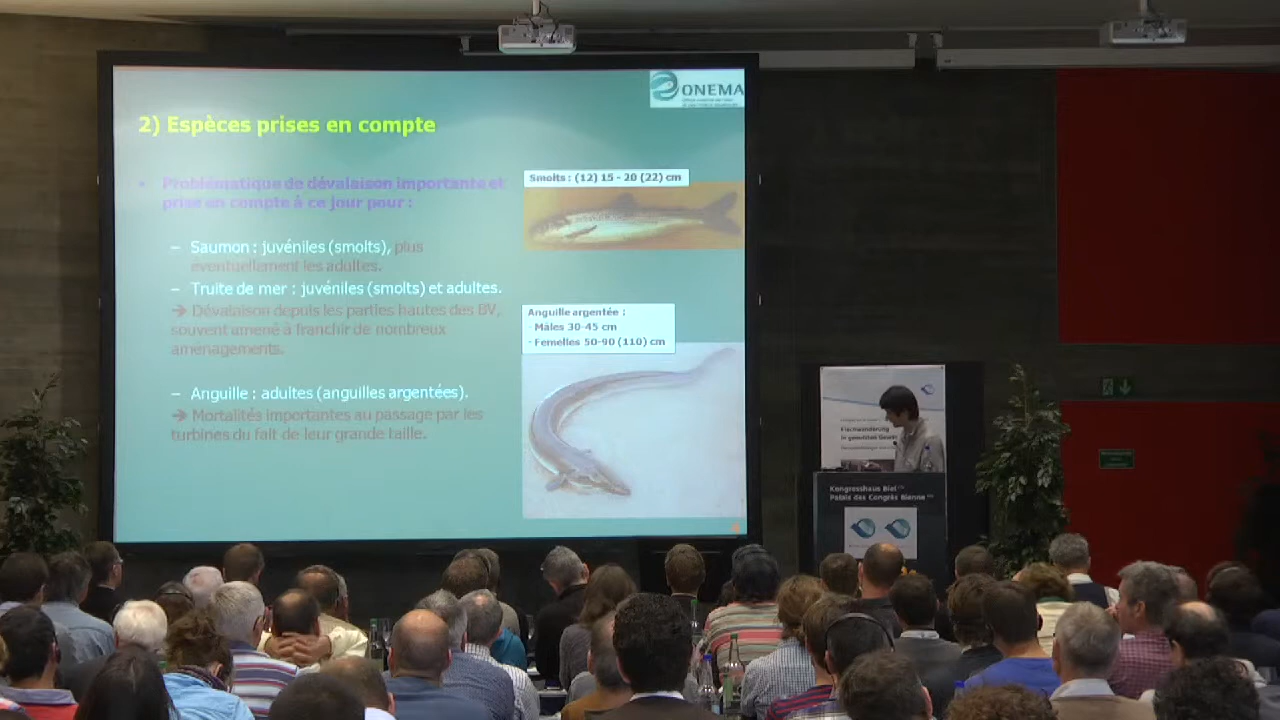 ONEMA
2) Espèces prises en compte
• Problématique de dévalaison importante et
prise en compte à ce jour pour :
– Saumon : juvéniles (smolts), plus
éventuellement les adultes.
– Truite de mer : juvéniles (smolts) et adultes.
→ Dévalaison depuis les parties hautes des BV,
souvent amené à franchir de nombreux
aménagements.
– Anguille : adultes (anguilles argentées).
→ Mortalités importantes au passage par les
turbines du fait de leur grande taille.
Smolts : (12) 15 - 20 (22) cm
Anguille argentée :
- Mâles 30-45 cm
- Femelles 50-90 (110) cm
Fischwanderung
in genutzten
Kongresshaus Biel
Palais des Congrès Bienne